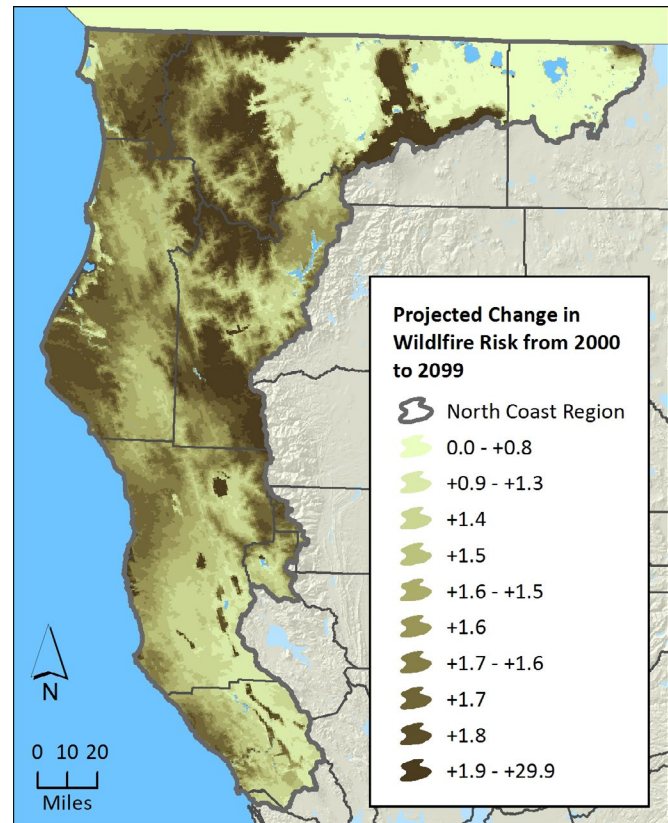 Projected Change in
Wildlfire Risk from 2000
to 2099
North Coast Region
0.0 - +0.8
+0.9 - +1.3
+1.4
+1.5
+1.6 - +1.5
+1.6
+1.7 - +1.6
+1.7
+1.8
+1.9 - +29.9
N
0 10 20
Miles